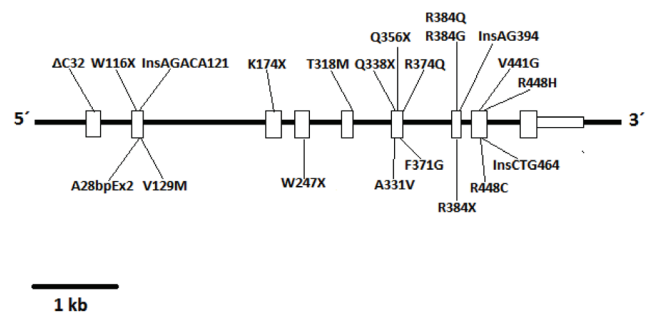 R384Q
Q356X R384G InsAG394
ΔC32 W116X InsAGACA121 K174X T318M Q338X R374Q V441G
R448H
5´ 3´
A28bpEx2 V129M W247X A331V F371G R448C InsCTG464
R384X
1 kb